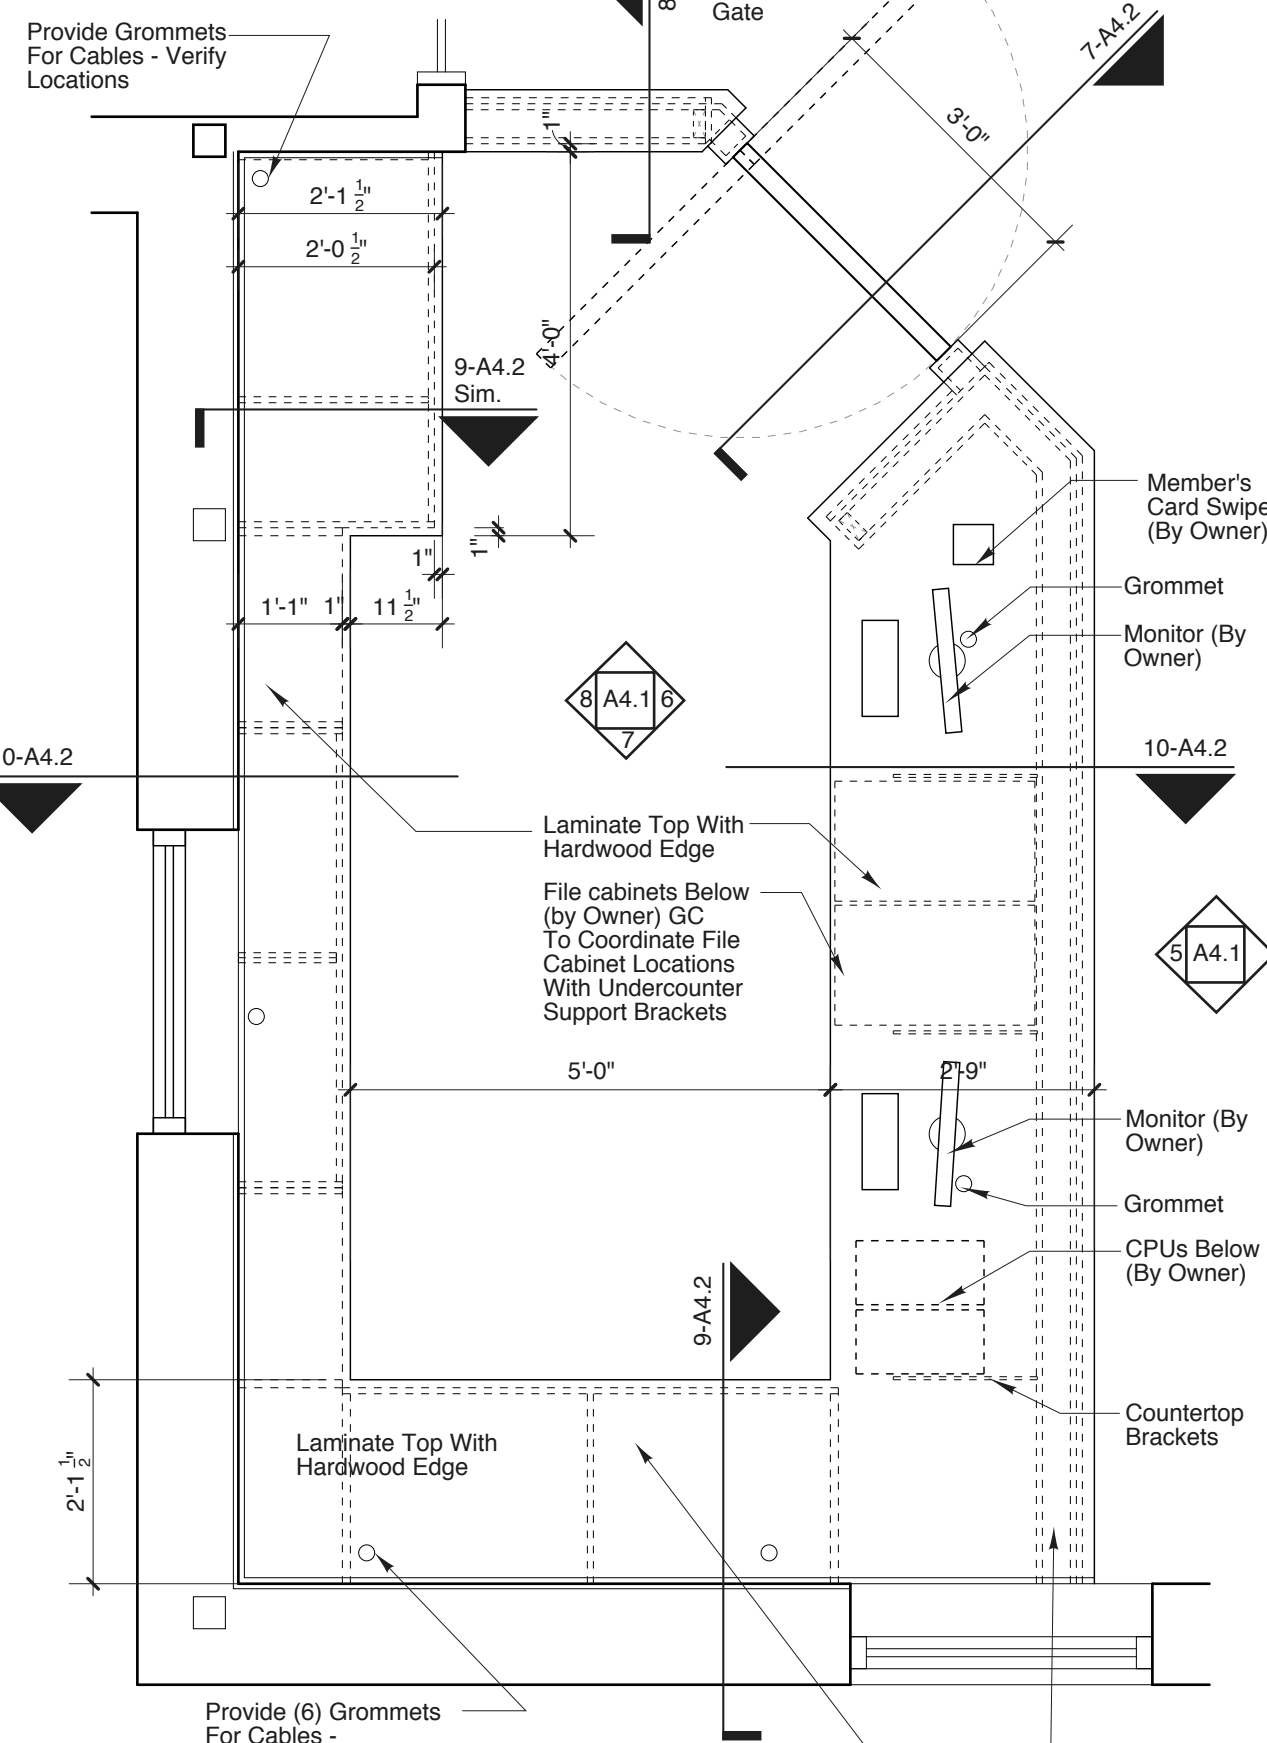 Provide Grommets
For Cables - Verify
Locations
8
Gate
7-A4.2
3'-0"
1"
2'-1 1/2"
2'-0 1/2"
4'-0"
9-A4.2
Sim.
Member's
Card Swipe
(By Owner)
1"
1"
Grommet
1'-1" 1" 11 1/2"
Monitor (By
Owner)
8 A4.1 6
7
0-A4.2
10-A4.2
Laminate Top With
Hardwood Edge
File cabinets Below
(by Owner) GC
To Coordinate File
Cabinet Locations
With Undercounter
Support Brackets
5 A4.1
5'-0"
2'-9"
Monitor (By
Owner)
Grommet
CPUs Below
(By Owner)
9-A4.2
Countertop
Brackets
Laminate Top With
Hardwood Edge
2'-1 1/2"
Provide (6) Grommets
For Cables -